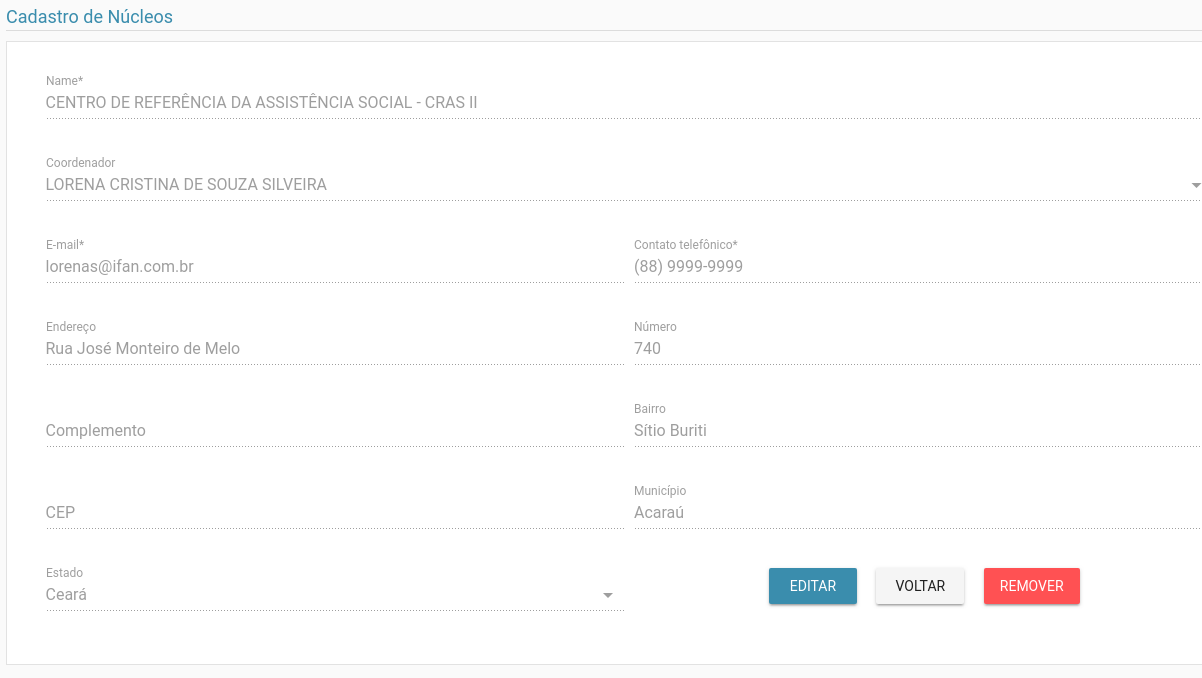 Cadastro de Núcleos
Name*
CENTRO DE REFERÊNCIA DA ASSISTÊNCIA SOCIAL - CRAS II
Coordenador
LORENA CRISTINA DE SOUZA SILVEIRA
E-mail*
lorenas@ifan.com.br
Contato telefônico*
(88) 9999-9999
Endereço
Rua José Monteiro de Melo
Número
740
Complemento
Bairro
Sítio Buriti
CEP
Município
Acaraú
Estado
Ceará
EDITAR
VOLTAR
REMOVER